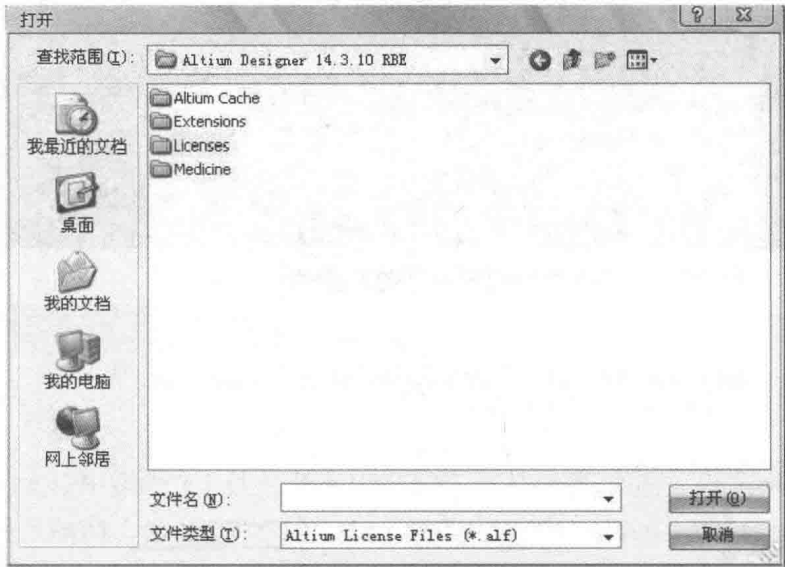 打开
查找范围(I):
Altium Designer 14.3.10 RBE
Altium Cache
Extensions
Licenses
Medicine
我最近的文档
桌面
我的文档
我的电脑
网上邻居
文件名(N):
打开(O)
文件类型(T):
Altium License Files (*.alf)
取消